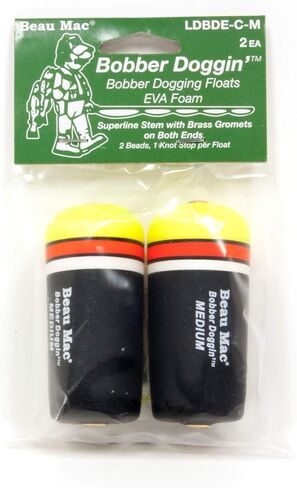 Beau Mac® LDBDE-C-M
2 EA
Bobber Doggin'™
Bobber Dogging Floats
EVA Foam
Superline Stem with Brass Gromets
on Both Ends.
2 Beads, 1 Knot Stop per Float
Beau Mac®
Bobber Doggin'™
MEDIUM
Beau Mac®
Bobber Doggin'™
MEDIUM